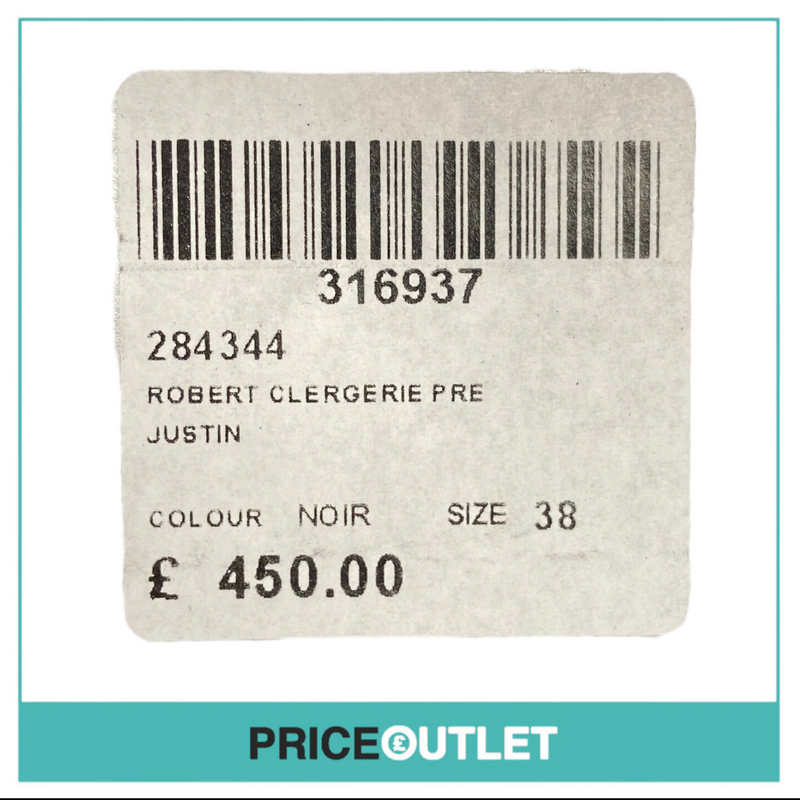 316937
284344
ROBERT CLERGERIE PRE
JUSTIN
COLOUR NOIR SIZE 38
£ 450.00
PRICE£OUTLET